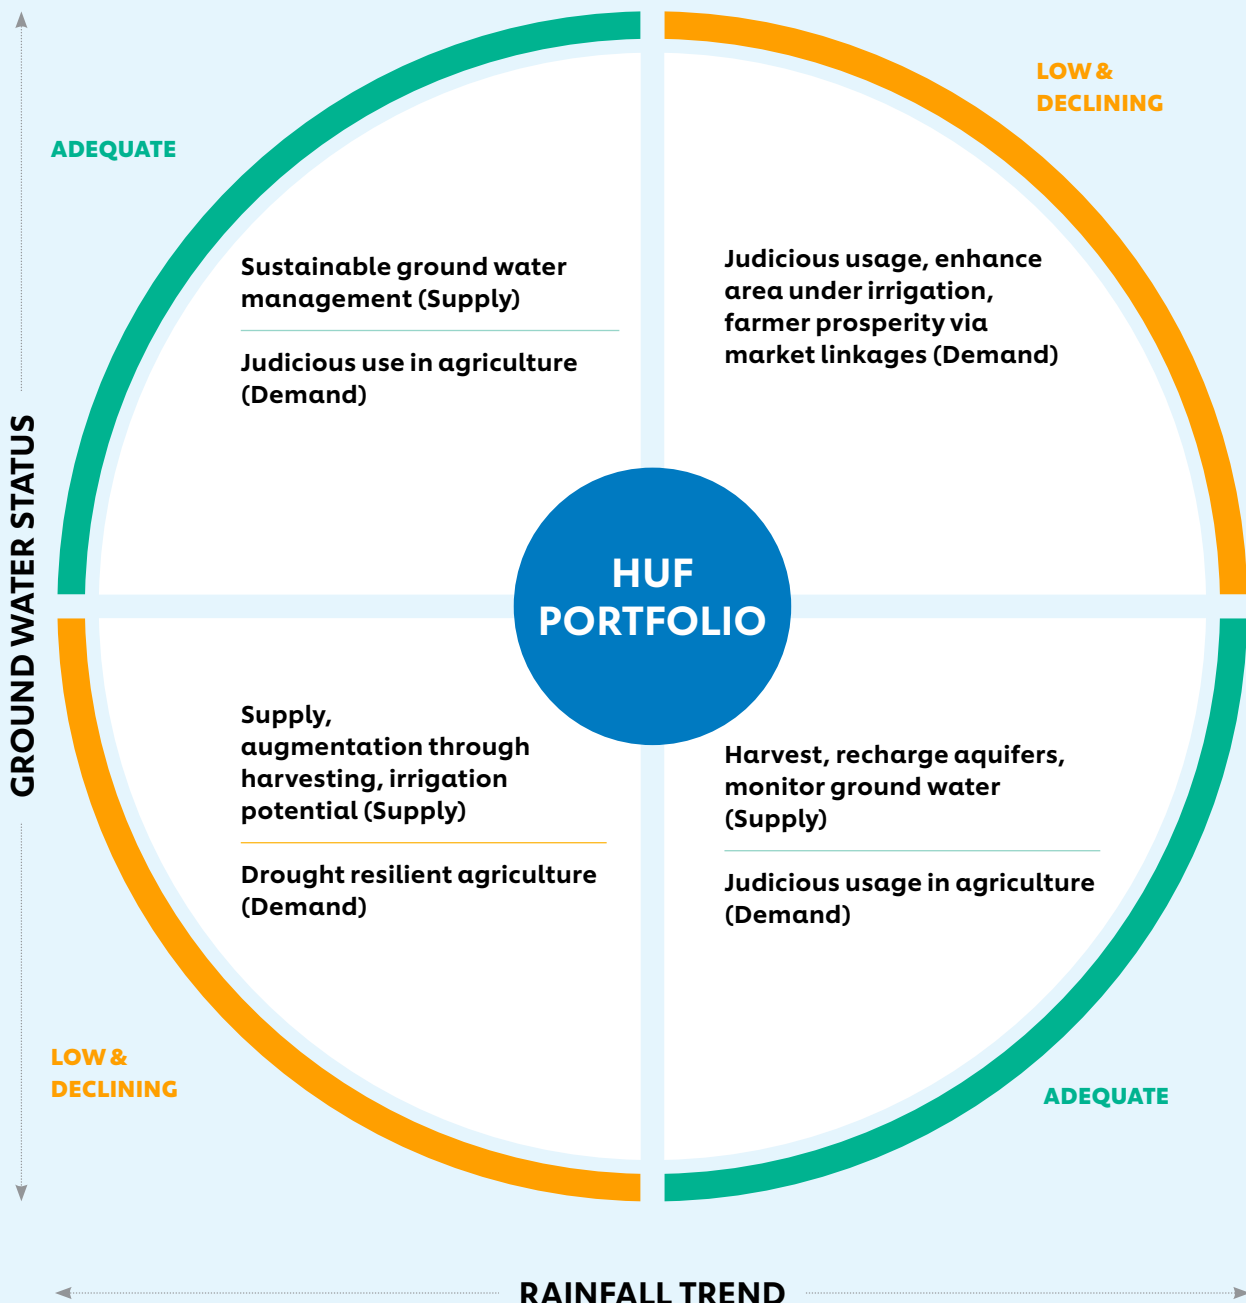 LOW &
DECLINING
ADEQUATE
Sustainable ground water
management (Supply)
Judicious use in agriculture
(Demand)
Judicious usage, enhance
area under irrigation,
farmer prosperity via
market linkages (Demand)
GROUND WATER STATUS
HUF
PORTFOLIO
Supply,
augmentation through
harvesting, irrigation
potential (Supply)
Drought resilient agriculture
(Demand)
Harvest, recharge aquifers,
monitor ground water
(Supply)
Judicious usage in agriculture
(Demand)
LOW &
DECLINING
ADEQUATE
RAINFALL TREND